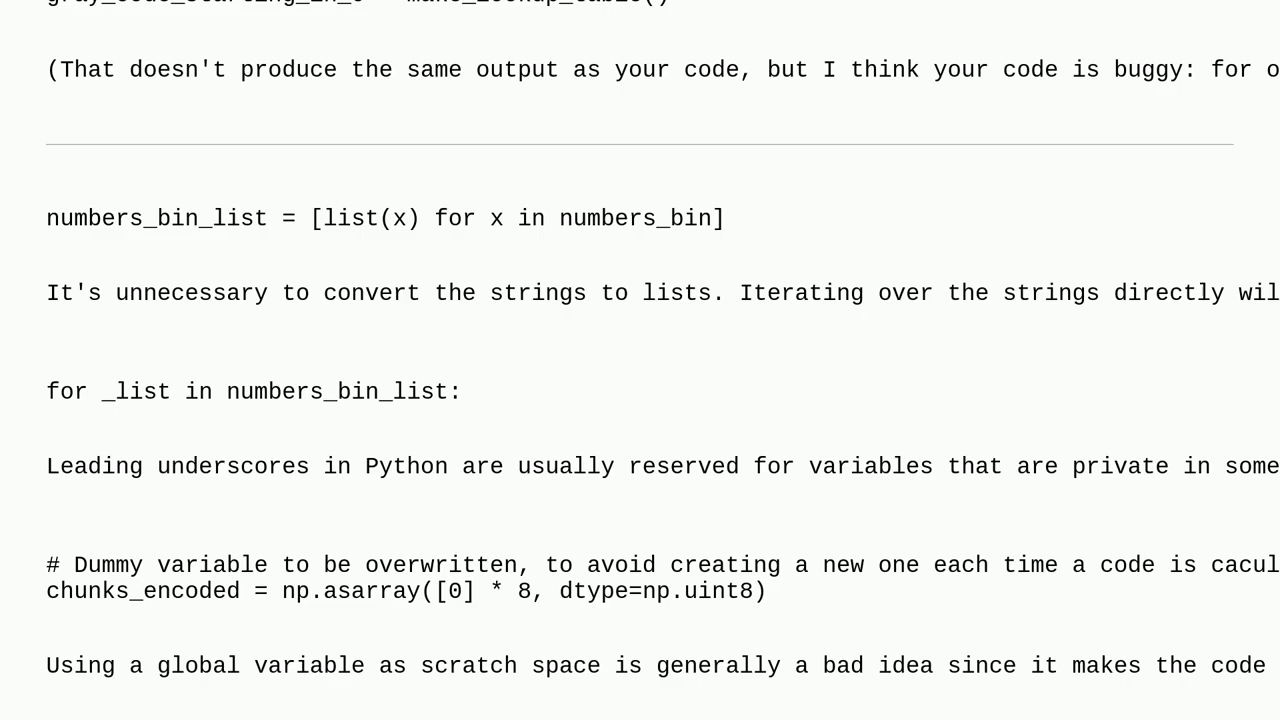 (That doesn't produce the same output as your code, but I think your code is buggy: for
numbers_bin_list = [list(x) for x in numbers_bin]
It's unnecessary to convert the strings to lists. Iterating over the strings directly
for _list in numbers_bin_list:
Leading underscores in Python are usually reserved for variables that are private in some
# Dummy variable to be overwritten, to avoid creating a new one each time a code is
chunks_encoded = np.asarray([0] * 8, dtype=np.uint8)
Using a global variable as scratch space is generally a bad idea since it makes the code